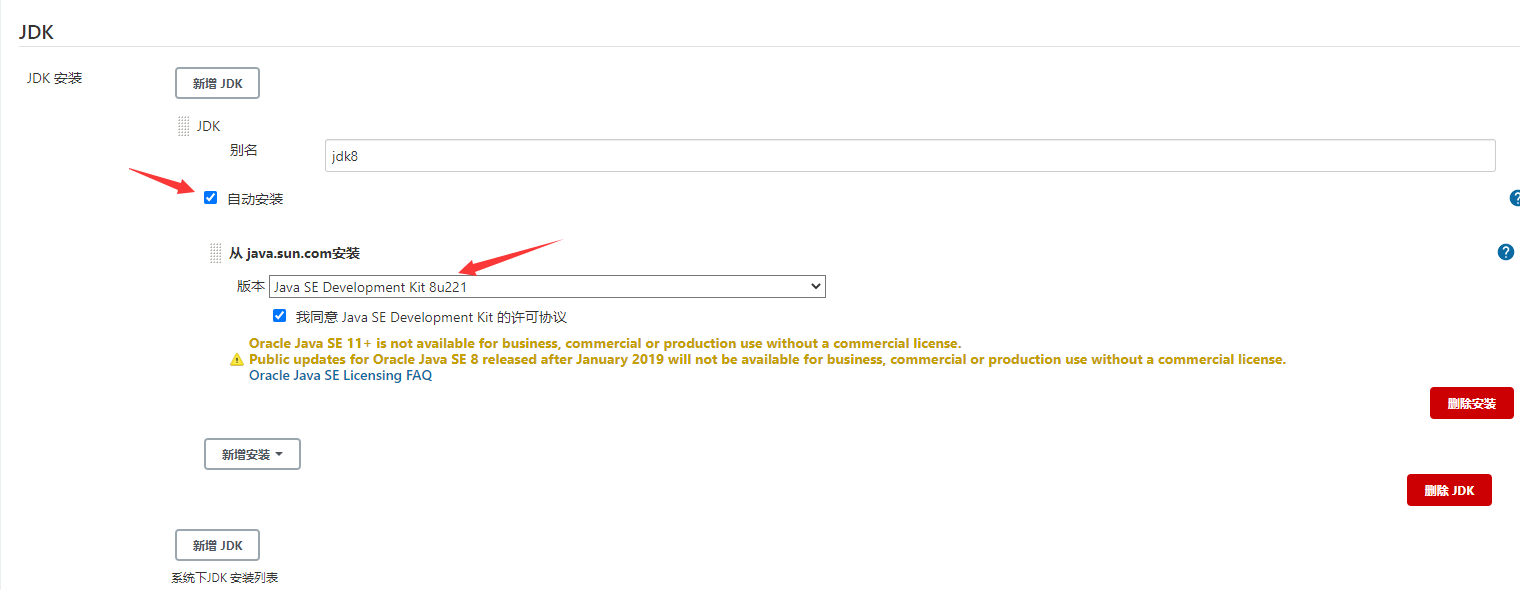 JDK
JDK 安装
新增 JDK
JDK
别名
jdk8
自动安装
?
从 java.sun.com安装
?
版本
Java SE Development Kit 8u221
我同意 Java SE Development Kit 的许可协议
Oracle Java SE 11+ is not available for business, commercial or production use without a commercial license.
Public updates for Oracle Java SE 8 released after January 2019 will not be available for business, commercial or production use without a commercial license.
Oracle Java SE Licensing FAQ
删除安装
新增安装
删除 JDK
新增 JDK
系统下JDK 安装列表